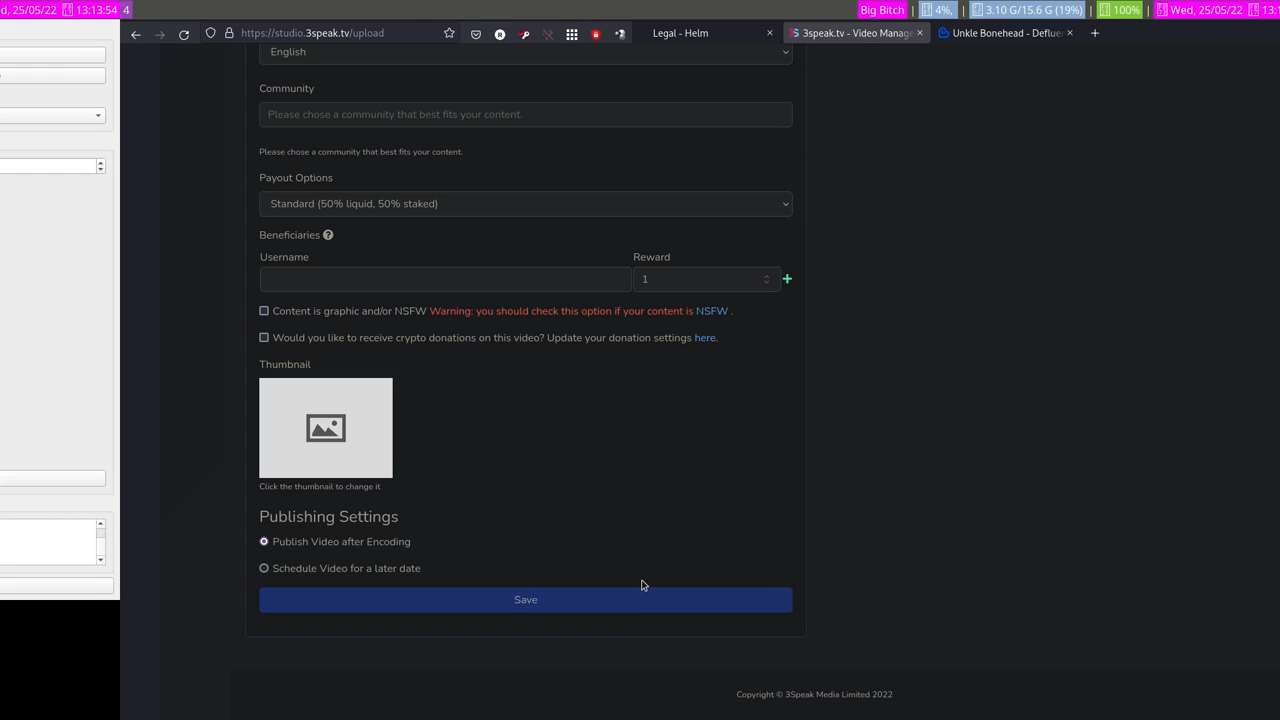 d, 25/05/22 13:13:54 4 Big Bitch | 4%, | 3.10 G/15.6 G (19%) | 100% | Wed, 25/05/22
https://studio.3speak.tv/upload Legal - Helm × 3speak.tv - Video Manage × Unkle Bonehead - Deflue × +
English
Community
Please chose a community that best fits your content.
Please chose a community that best fits your content.
Payout Options
Standard (50% liquid, 50% staked)
Beneficiaries ?
Username Reward
1 +
Content is graphic and/or NSFW Warning: you should check this option if your content is NSFW .
Would you like to receive crypto donations on this video? Update your donation settings here.
Thumbnail
Click the thumbnail to change it
Publishing Settings
Publish Video after Encoding
Schedule Video for a later date
Save
Copyright © 3Speak Media Limited 2022